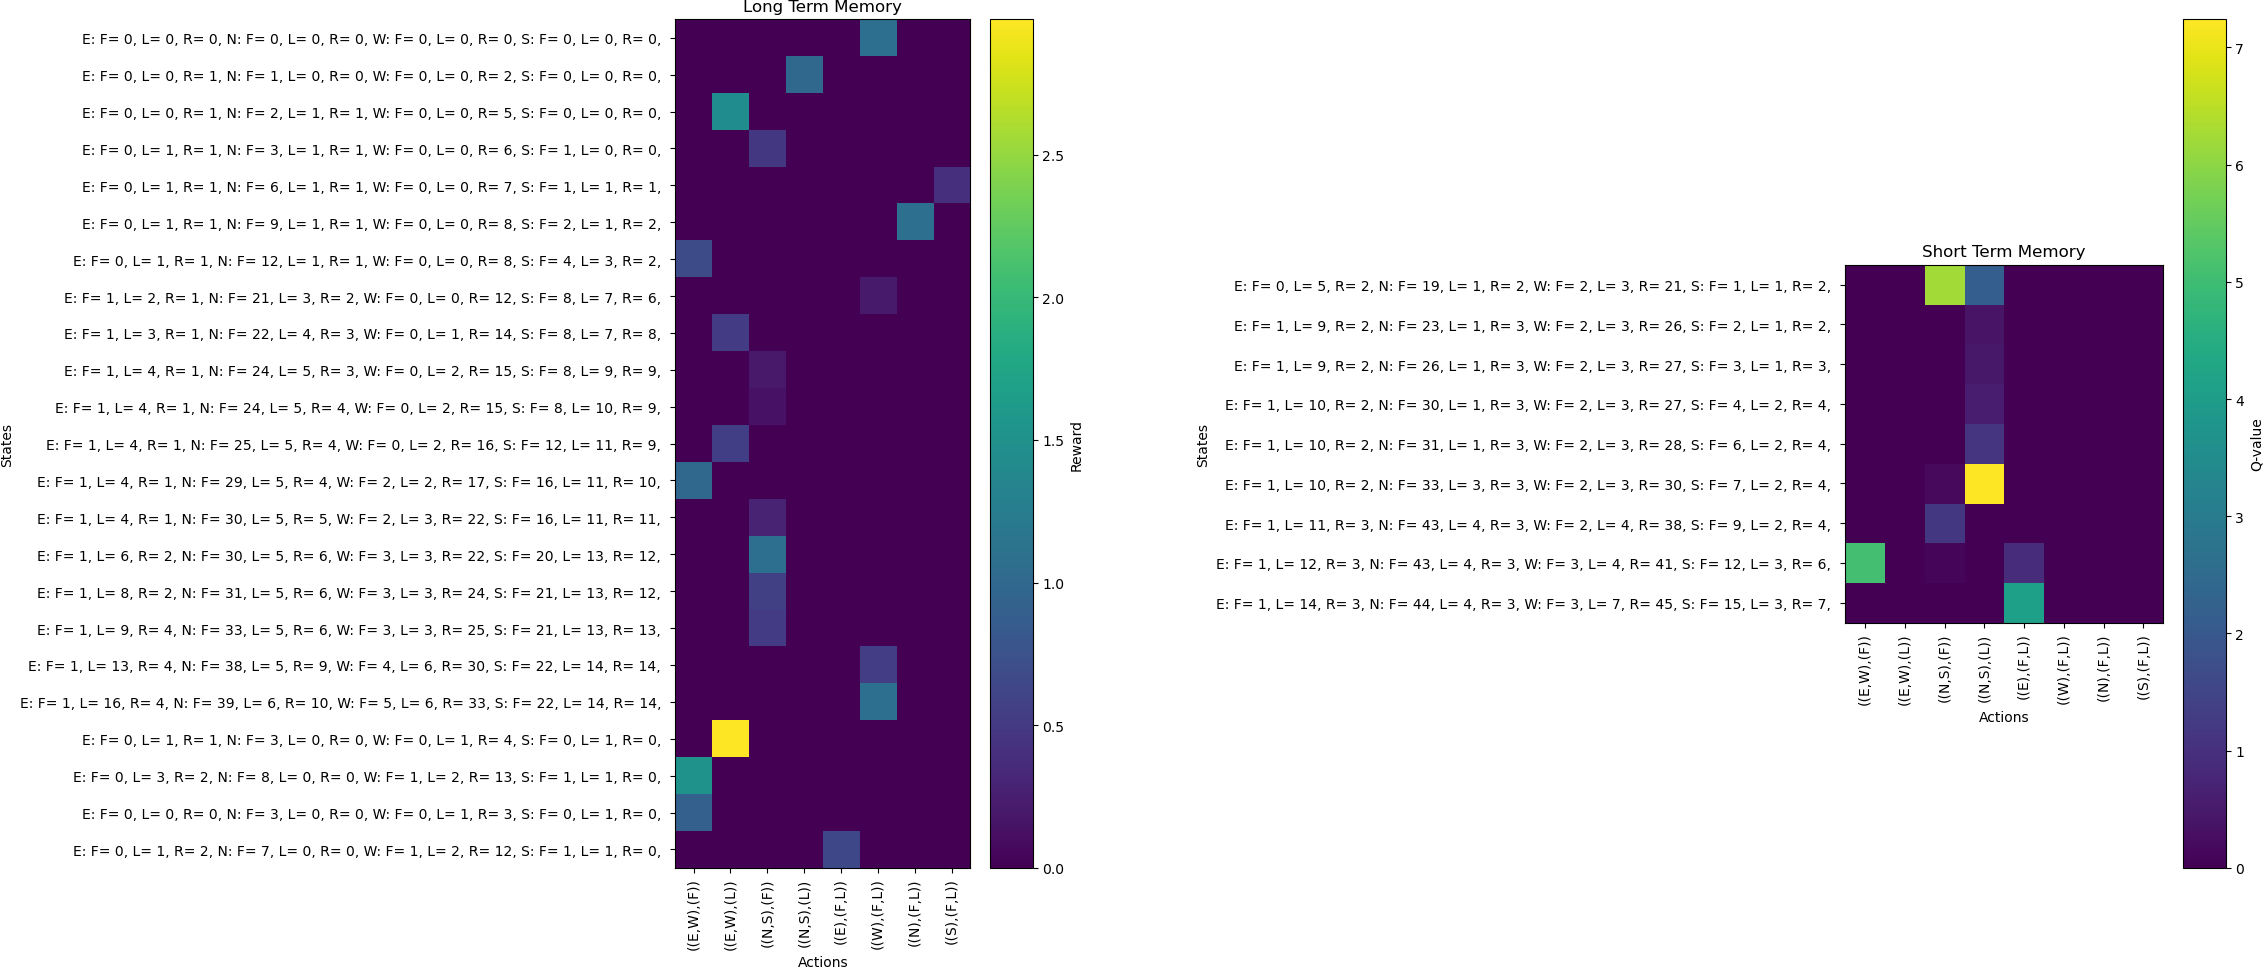 Long Term Memory
E: F= 0, L= 0, R= 0, N: F= 0, L= 0, R= 0, W: F= 0, L= 0, R= 0, S: F= 0, L= 0, R= 0,
E: F= 0, L= 0, R= 1, N: F= 1, L= 0, R= 0, W: F= 0, L= 0, R= 2, S: F= 0, L= 0, R= 0,
E: F= 0, L= 0, R= 1, N: F= 2, L= 1, R= 1, W: F= 0, L= 0, R= 5, S: F= 0, L= 0, R= 0,
E: F= 0, L= 1, R= 1, N: F= 3, L= 1, R= 1, W: F= 0, L= 0, R= 6, S: F= 1, L= 0, R= 0,
E: F= 0, L= 1, R= 1, N: F= 6, L= 1, R= 1, W: F= 0, L= 0, R= 7, S: F= 1, L= 1, R= 1,
E: F= 0, L= 1, R= 1, N: F= 9, L= 1, R= 1, W: F= 0, L= 0, R= 8, S: F= 2, L= 1, R= 2,
E: F= 0, L= 1, R= 1, N: F= 12, L= 1, R= 1, W: F= 0, L= 0, R= 8, S: F= 4, L= 3, R= 2,
E: F= 1, L= 2, R= 1, N: F= 21, L= 3, R= 2, W: F= 0, L= 0, R= 12, S: F= 8, L= 7, R= 6,
E: F= 1, L= 3, R= 1, N: F= 22, L= 4, R= 3, W: F= 0, L= 1, R= 14, S: F= 8, L= 7, R= 8,
E: F= 1, L= 4, R= 1, N: F= 24, L= 5, R= 3, W: F= 0, L= 2, R= 15, S: F= 8, L= 9, R= 9,
E: F= 1, L= 4, R= 1, N: F= 24, L= 5, R= 4, W: F= 0, L= 2, R= 15, S: F= 8, L= 10, R= 9,
E: F= 1, L= 4, R= 1, N: F= 25, L= 5, R= 4, W: F= 0, L= 2, R= 16, S: F= 12, L= 11, R= 9,
E: F= 1, L= 4, R= 1, N: F= 29, L= 5, R= 4, W: F= 2, L= 2, R= 17, S: F= 16, L= 11, R= 10,
E: F= 1, L= 4, R= 1, N: F= 30, L= 5, R= 5, W: F= 2, L= 3, R= 22, S: F= 16, L= 11, R= 11,
E: F= 1, L= 6, R= 2, N: F= 30, L= 5, R= 6, W: F= 3, L= 3, R= 22, S: F= 20, L= 13, R= 12,
E: F= 1, L= 8, R= 2, N: F= 31, L= 5, R= 6, W: F= 3, L= 3, R= 24, S: F= 21, L= 13, R= 12,
E: F= 1, L= 9, R= 4, N: F= 33, L= 5, R= 6, W: F= 3, L= 3, R= 25, S: F= 21, L= 13, R= 13,
E: F= 1, L= 13, R= 4, N: F= 38, L= 5, R= 9, W: F= 4, L= 6, R= 30, S: F= 22, L= 14, R= 14,
E: F= 1, L= 16, R= 4, N: F= 39, L= 6, R= 10, W: F= 5, L= 6, R= 33, S: F= 22, L= 14, R= 14,
E: F= 0, L= 1, R= 1, N: F= 3, L= 0, R= 0, W: F= 0, L= 1, R= 4, S: F= 0, L= 1, R= 0,
E: F= 0, L= 3, R= 2, N: F= 8, L= 0, R= 0, W: F= 1, L= 2, R= 13, S: F= 1, L= 1, R= 0,
E: F= 0, L= 0, R= 0, N: F= 3, L= 0, R= 0, W: F= 0, L= 1, R= 3, S: F= 0, L= 1, R= 0,
E: F= 0, L= 1, R= 2, N: F= 7, L= 0, R= 0, W: F= 1, L= 2, R= 12, S: F= 1, L= 1, R= 0,
States
((E,W),(F))
((E,W),(L))
((N,S),(F))
((N,S),(L))
((E),(F,L))
((W),(F,L))
((N),(F,L))
((S),(F,L))
Actions
2.5
2.0
1.5
1.0
0.5
0.0
Reward
Short Term Memory
E: F= 0, L= 5, R= 2, N: F= 19, L= 1, R= 2, W: F= 2, L= 3, R= 21, S: F= 1, L= 1, R= 2,
E: F= 1, L= 9, R= 2, N: F= 23, L= 1, R= 3, W: F= 2, L= 3, R= 26, S: F= 2, L= 1, R= 2,
E: F= 1, L= 9, R= 2, N: F= 26, L= 1, R= 3, W: F= 2, L= 3, R= 27, S: F= 3, L= 1, R= 3,
E: F= 1, L= 10, R= 2, N: F= 30, L= 1, R= 3, W: F= 2, L= 3, R= 27, S: F= 4, L= 2, R= 4,
E: F= 1, L= 10, R= 2, N: F= 31, L= 1, R= 3, W: F= 2, L= 3, R= 28, S: F= 6, L= 2, R= 4,
E: F= 1, L= 10, R= 2, N: F= 33, L= 3, R= 3, W: F= 2, L= 3, R= 30, S: F= 7, L= 2, R= 4,
E: F= 1, L= 11, R= 3, N: F= 43, L= 4, R= 3, W: F= 2, L= 4, R= 38, S: F= 9, L= 2, R= 4,
E: F= 1, L= 12, R= 3, N: F= 43, L= 4, R= 3, W: F= 3, L= 4, R= 41, S: F= 12, L= 3, R= 6,
E: F= 1, L= 14, R= 3, N: F= 44, L= 4, R= 3, W: F= 3, L= 7, R= 45, S: F= 15, L= 3, R= 7,
States
((E,W),(F))
((E,W),(L))
((N,S),(F))
((N,S),(L))
((E),(F,L))
((W),(F,L))
((N),(F,L))
((S),(F,L))
Actions
7
6
5
4
3
2
1
0
Q-value